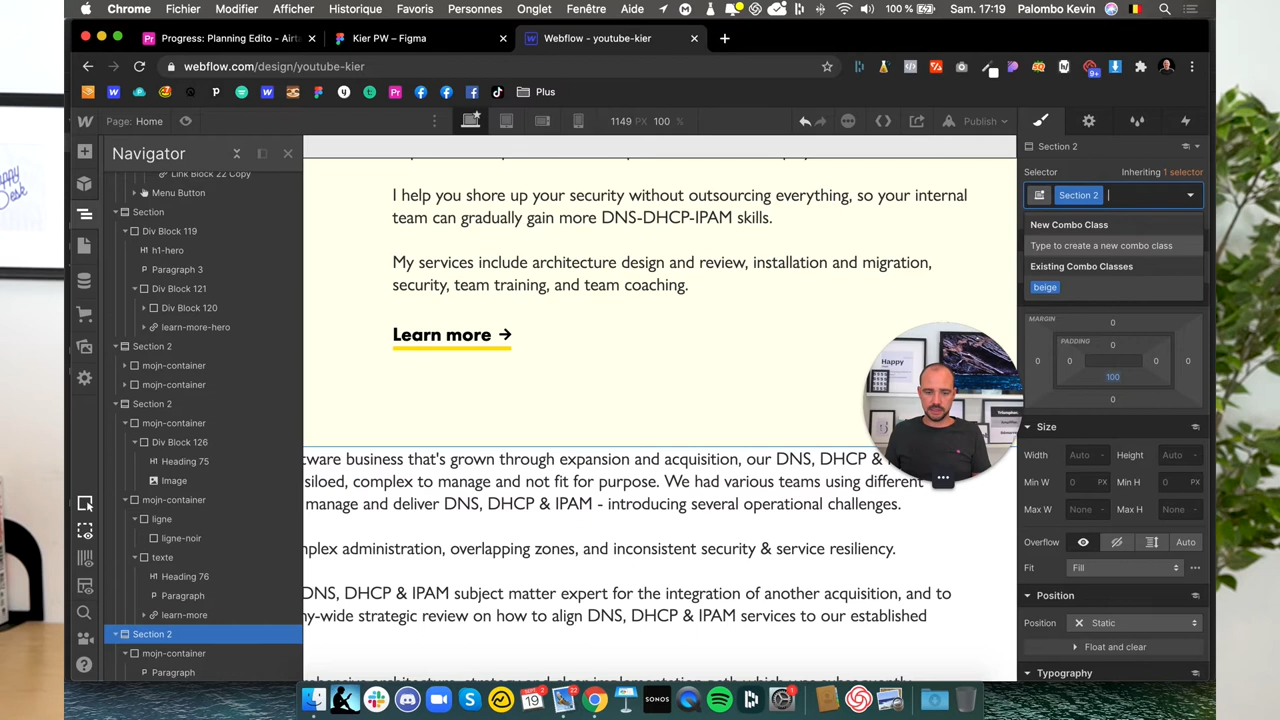 Chrome Fichier Modifier Afficher Historique Favoris Personnes Onglet Fenêtre Aide 100 % Sam. 17:19 Palombo Kevin
Progress: Planning Edito - Airt
Kier PW – Figma
Webflow - youtube-kier
webflow.com/design/youtube-kier
9+
Plus
Page: Home
1149 PX 100 %
Publish
Navigator
Link Block 22 Copy
Menu Button
Section
Div Block 119
h1-hero
Paragraph 3
Div Block 121
Div Block 120
learn-more-hero
Section 2
mojn-container
mojn-container
Section 2
mojn-container
Div Block 126
Heading 75
Image
mojn-container
ligne
ligne-noir
texte
Heading 76
Paragraph
learn-more
Section 2
mojn-container
Paragraph
I help you shore up your security without outsourcing everything, so your internal
team can gradually gain more DNS-DHCP-IPAM skills.
My services include architecture design and review, installation and migration,
security, team training, and team coaching.
Learn more →
tware business that's grown through expansion and acquisition, our DNS, DHCP &
siloed, complex to manage and not fit for purpose. We had various teams using different
manage and deliver DNS, DHCP & IPAM - introducing several operational challenges.
nplex administration, overlapping zones, and inconsistent security & service resiliency.
DNS, DHCP & IPAM subject matter expert for the integration of another acquisition, and to
ny-wide strategic review on how to align DNS, DHCP & IPAM services to our established
Happy
Section 2
Selector
Inheriting 1 selector
Section 2
New Combo Class
Type to create a new combo class
Existing Combo Classes
beige
MARGIN
0
PADDING
0
0 0 0 0
100
0
Size
Width Auto Height Auto
Min W 0 PX Min H 0 PX
Max W None Max H None
Overflow Auto
Fit Fill
Position
Position Static
Float and clear
Typography
SONOS